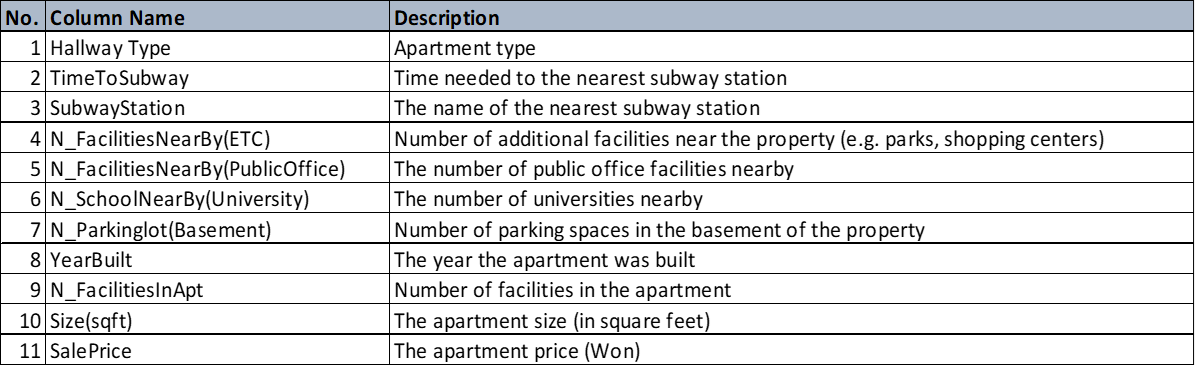 No. Column Name Description
1 Hallway Type Apartment type
2 TimeToSubway Time needed to the nearest subway station
3 SubwayStation The name of the nearest subway station
4 N_FacilitiesNearBy(ETC) Number of additional facilities near the property (e.g. parks, shopping centers)
5 N_FacilitiesNearBy(PublicOffice) The number of public office facilities nearby
6 N_SchoolNearBy(University) The number of universities nearby
7 N_Parkinglot(Basement) Number of parking spaces in the basement of the property
8 YearBuilt The year the apartment was built
9 N_FacilitiesInApt Number of facilities in the apartment
10 Size(sqft) The apartment size (in square feet)
11 SalePrice The apartment price (Won)